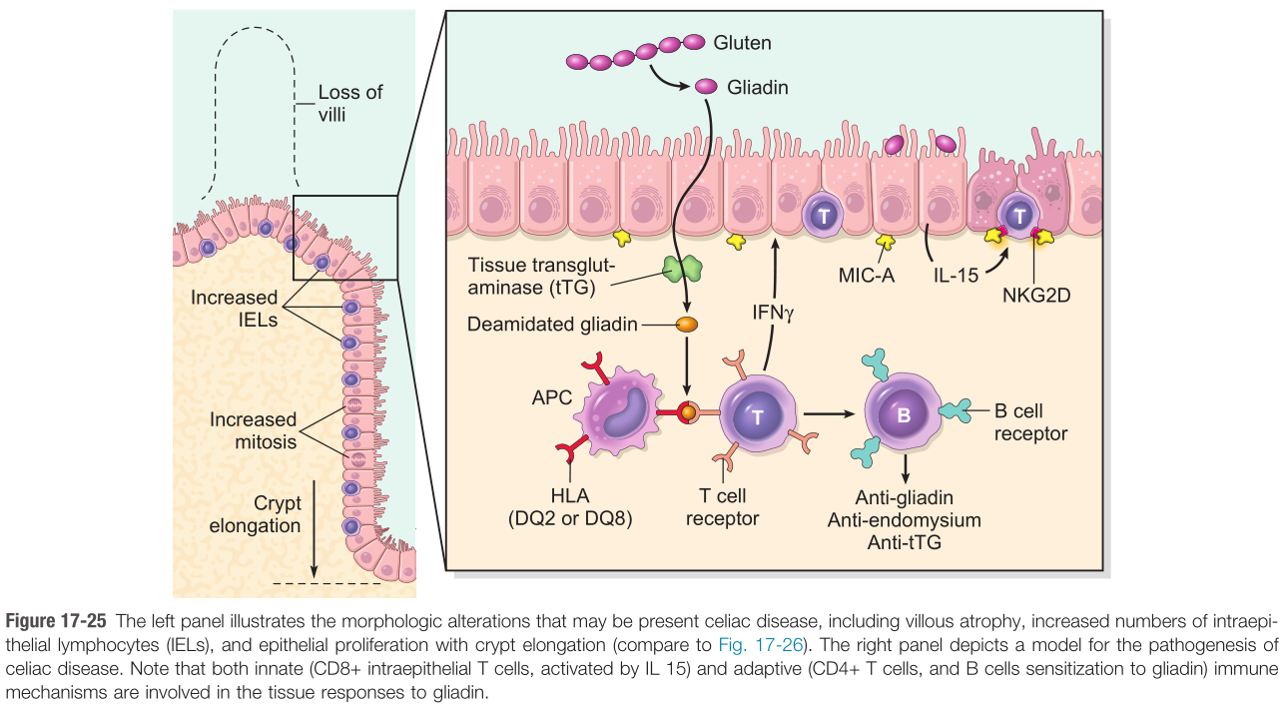 Loss of
villi
Increased
IELs
Increased
mitosis
Crypt
elongation
Gluten
Gliadin
T
T
Tissue transglut-
aminase (tTG)
MIC-A
IL-15
NKG2D
Deamidated gliadin
IFNγ
APC
T
B
B cell
receptor
HLA
(DQ2 or DQ8)
T cell
receptor
Anti-gliadin
Anti-endomysium
Anti-tTG
Figure 17-25 The left panel illustrates the morphologic alterations that may be present celiac disease, including villous atrophy, increased numbers of intraepi-
thelial lymphocytes (IELs), and epithelial proliferation with crypt elongation (compare to Fig. 17-26). The right panel depicts a model for the pathogenesis of
celiac disease. Note that both innate (CD8+ intraepithelial T cells, activated by IL 15) and adaptive (CD4+ T cells, and B cells sensitization to gliadin) immune
mechanisms are involved in the tissue responses to gliadin.